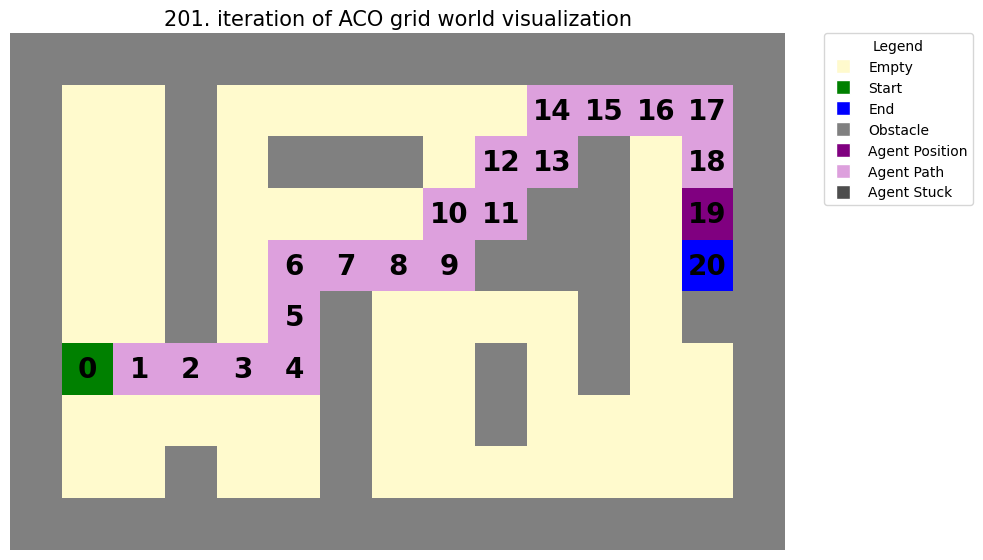 201. iteration of ACO grid world visualization
14 15 16 17
12 13 18
10 11 19
6 7 8 9 20
5
0 1 2 3 4
Legend
Empty
Start
End
Obstacle
Agent Position
Agent Path
Agent Stuck